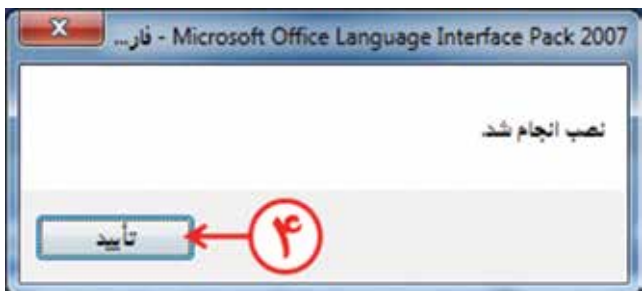 Microsoft Office Language Interface Pack 2007 - فار...
نصب انجام شد.
تأیید
۴